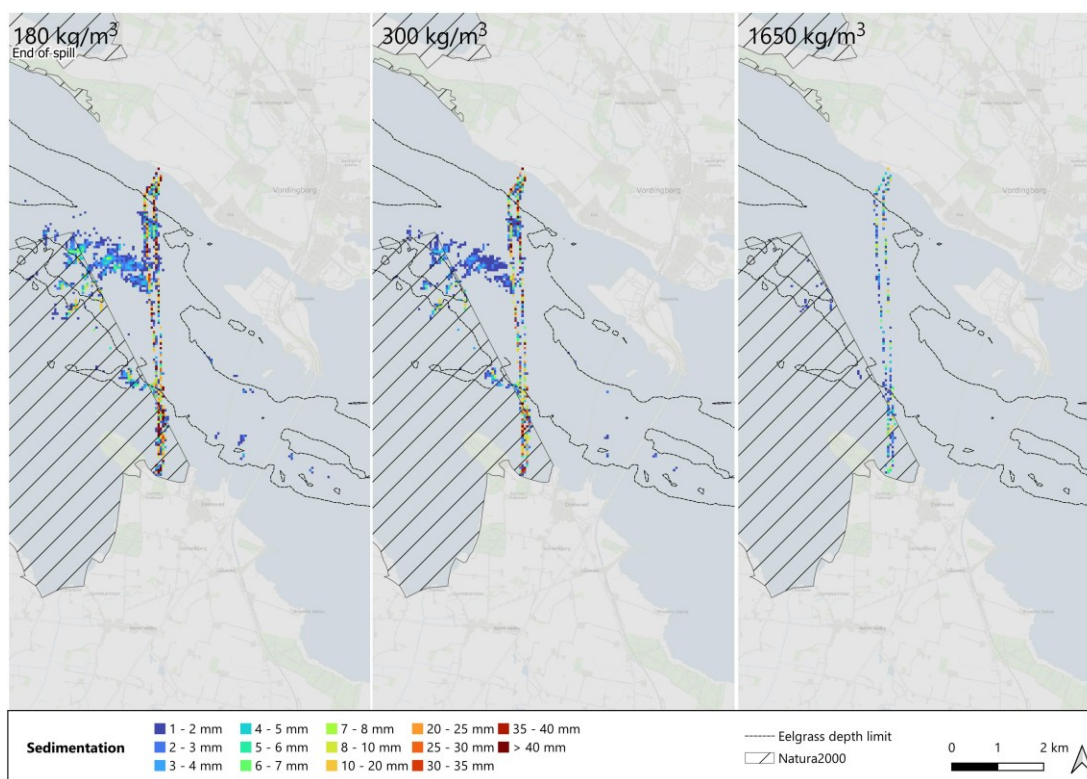 180 kg/m³
End of spill
300 kg/m³
1650 kg/m³
Vordingborg
Vordingborg
Vordingborg
Sedimentation
1 - 2 mm
2 - 3 mm
3 - 4 mm
4 - 5 mm
5 - 6 mm
6 - 7 mm
7 - 8 mm
8 - 10 mm
10 - 20 mm
20 - 25 mm
25 - 30 mm
30 - 35 mm
35 - 40 mm
> 40 mm
Eelgrass depth limit
Natura2000
0 1 2 km